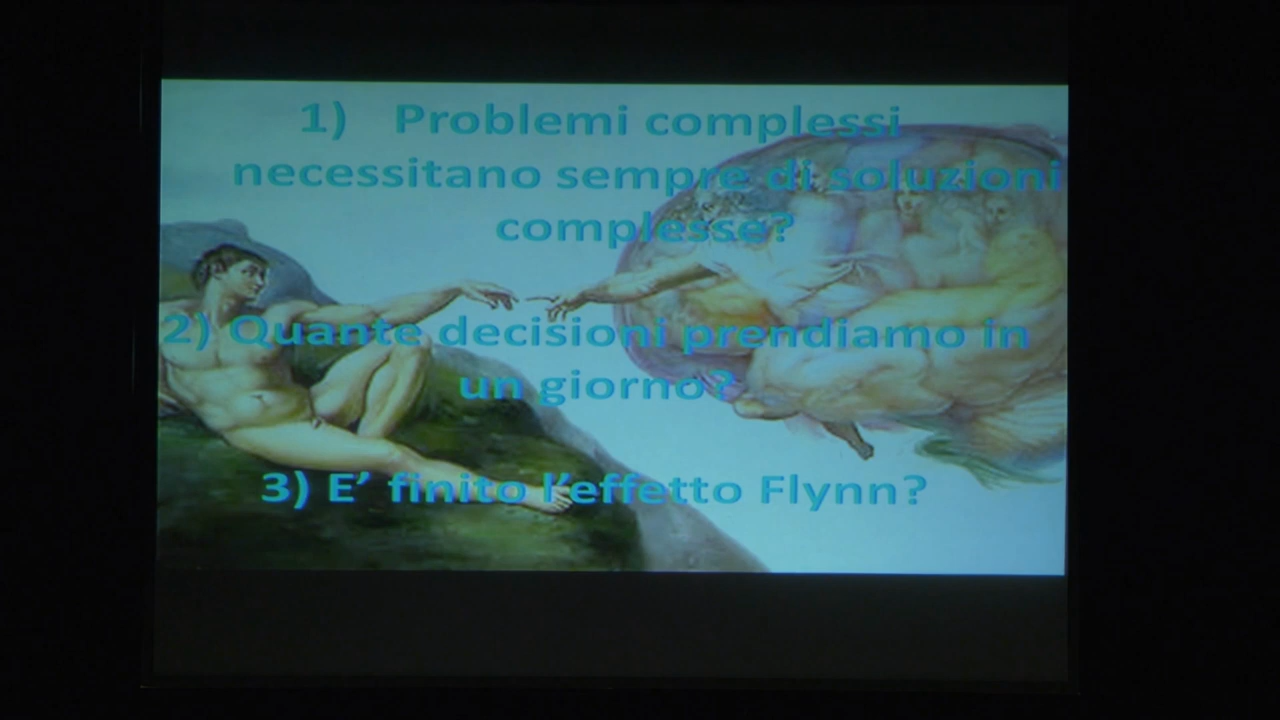 1) Problemi complessi
necessitano sempre di soluzioni
complesse?
2) Quante decisioni prendiamo in
un giorno?
3) E’ finito l’effetto Flynn?